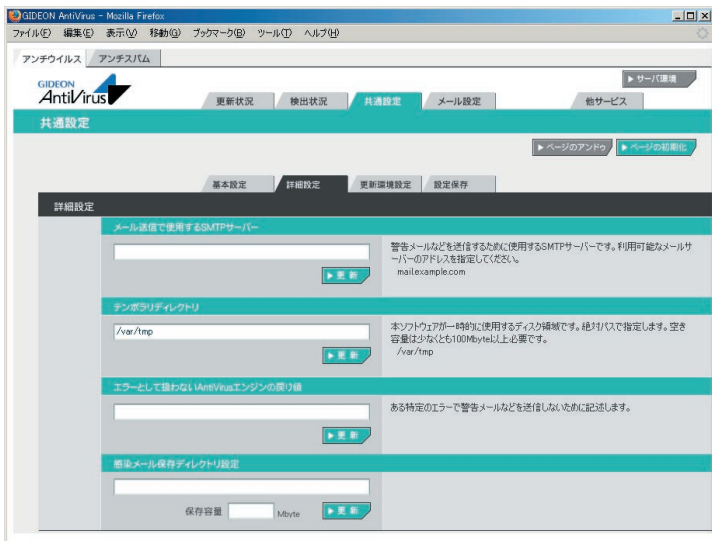 GIDEON AntiVirus - Mozilla Firefox
ファイル(F) 編集(E) 表示(V) 移動(G) ブックマーク(B) ツール(T) ヘルプ(H)
アンチウイルス アンチスパム
GIDEON
AntiVirus
サーバ環境
更新状況 検出状況 共通設定 メール設定 他サービス
共通設定
ページのアンドゥ ページの初期化
基本設定 詳細設定 更新環境設定 設定保存
詳細設定
メール送信で使用するSMTPサーバー
警告メールなどを送信するために使用するSMTPサーバーです。利用可能なメールサ
ーバーのアドレスを指定してください。
mail.example.com
更新
テンポラリディレクトリ
/var/tmp
本ソフトウェアが一時的に使用するディスク領域です。絶対パスで指定します。空き
容量は少なくとも100Mbyte以上必要です。
/var/tmp
更新
エラーとして扱わないAntiVirusエンジンの戻り値
ある特定のエラーで警告メールなどを送信しないために記述します。
更新
感染メール保存ディレクトリ設定
保存容量 Mbyte 更新